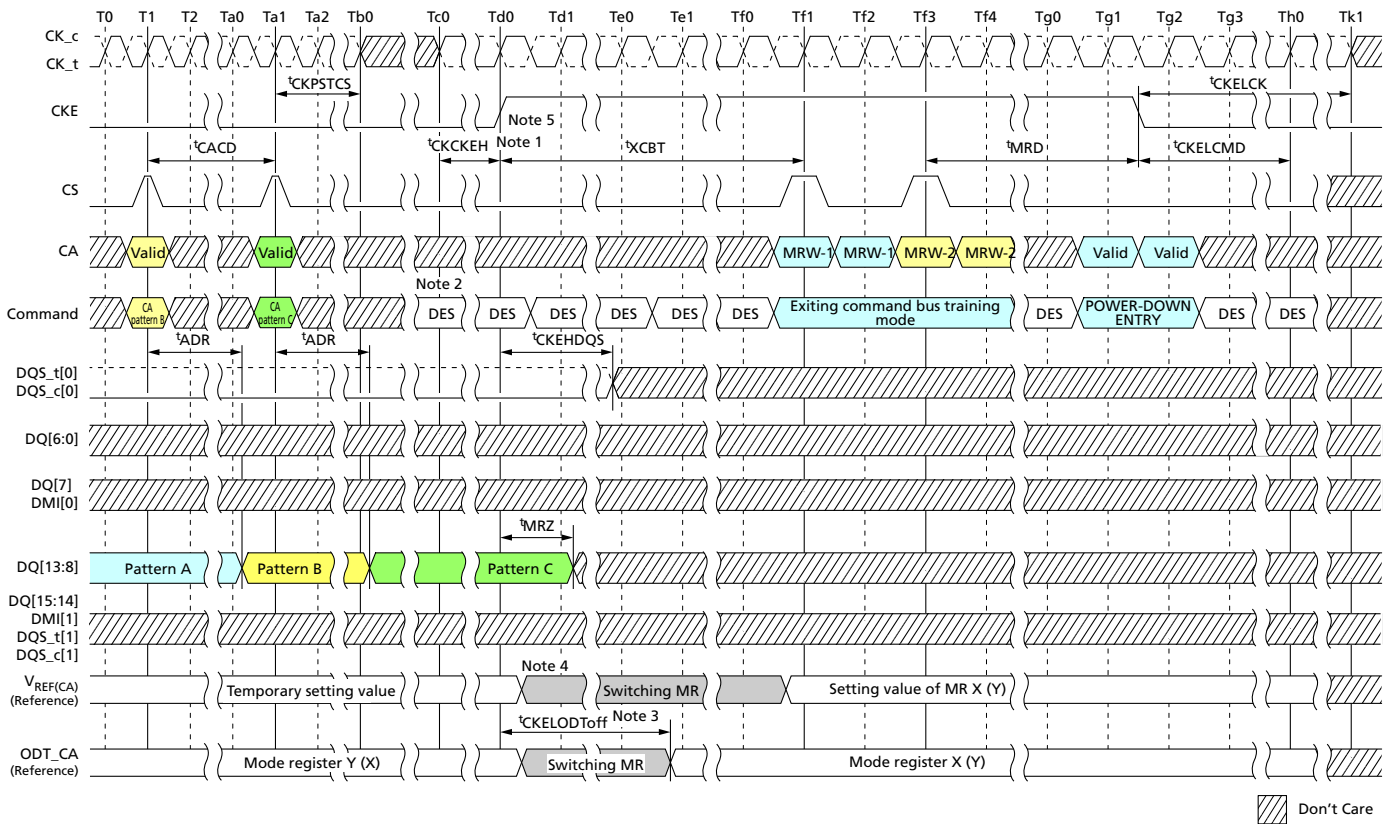 T0 T1 T2 Ta0 Ta1 Ta2 Tb0 Tc0 Td0 Td1 Te0 Te1 Tf0 Tf1 Tf2 Tf3 Tf4 Tg0 Tg1 Tg2 Tg3 Th0 Tk1
CK_c
CK_t
tCKPSTCS
tCKELCK
CKE
Note 5
tCACD
tCKCKEH
Note 1
tXCBT
tMRD
tCKELCMD
CS
CA
Valid
Valid
MRW-1
MRW-1
MRW-2
MRW-2
Valid
Valid
Note 2
Command
CA
pattern B
CA
pattern C
DES
DES
DES
DES
DES
Exiting command bus training
mode
DES
POWER-DOWN
ENTRY
DES
DES
tADR
tADR
tCKEHDQS
DQS_t[0]
DQS_c[0]
DQ[6:0]
DQ[7]
DMI[0]
tMRZ
DQ[13:8]
Pattern A
Pattern B
Pattern C
DQ[15:14]
DMI[1]
DQS_t[1]
DQS_c[1]
Note 4
VREF(CA)
(Reference)
Temporary setting value
Switching MR
Setting value of MR X (Y)
tCKELODToff
Note 3
ODT_CA
(Reference)
Mode register Y (X)
Switching MR
Mode register X (Y)
Don't Care